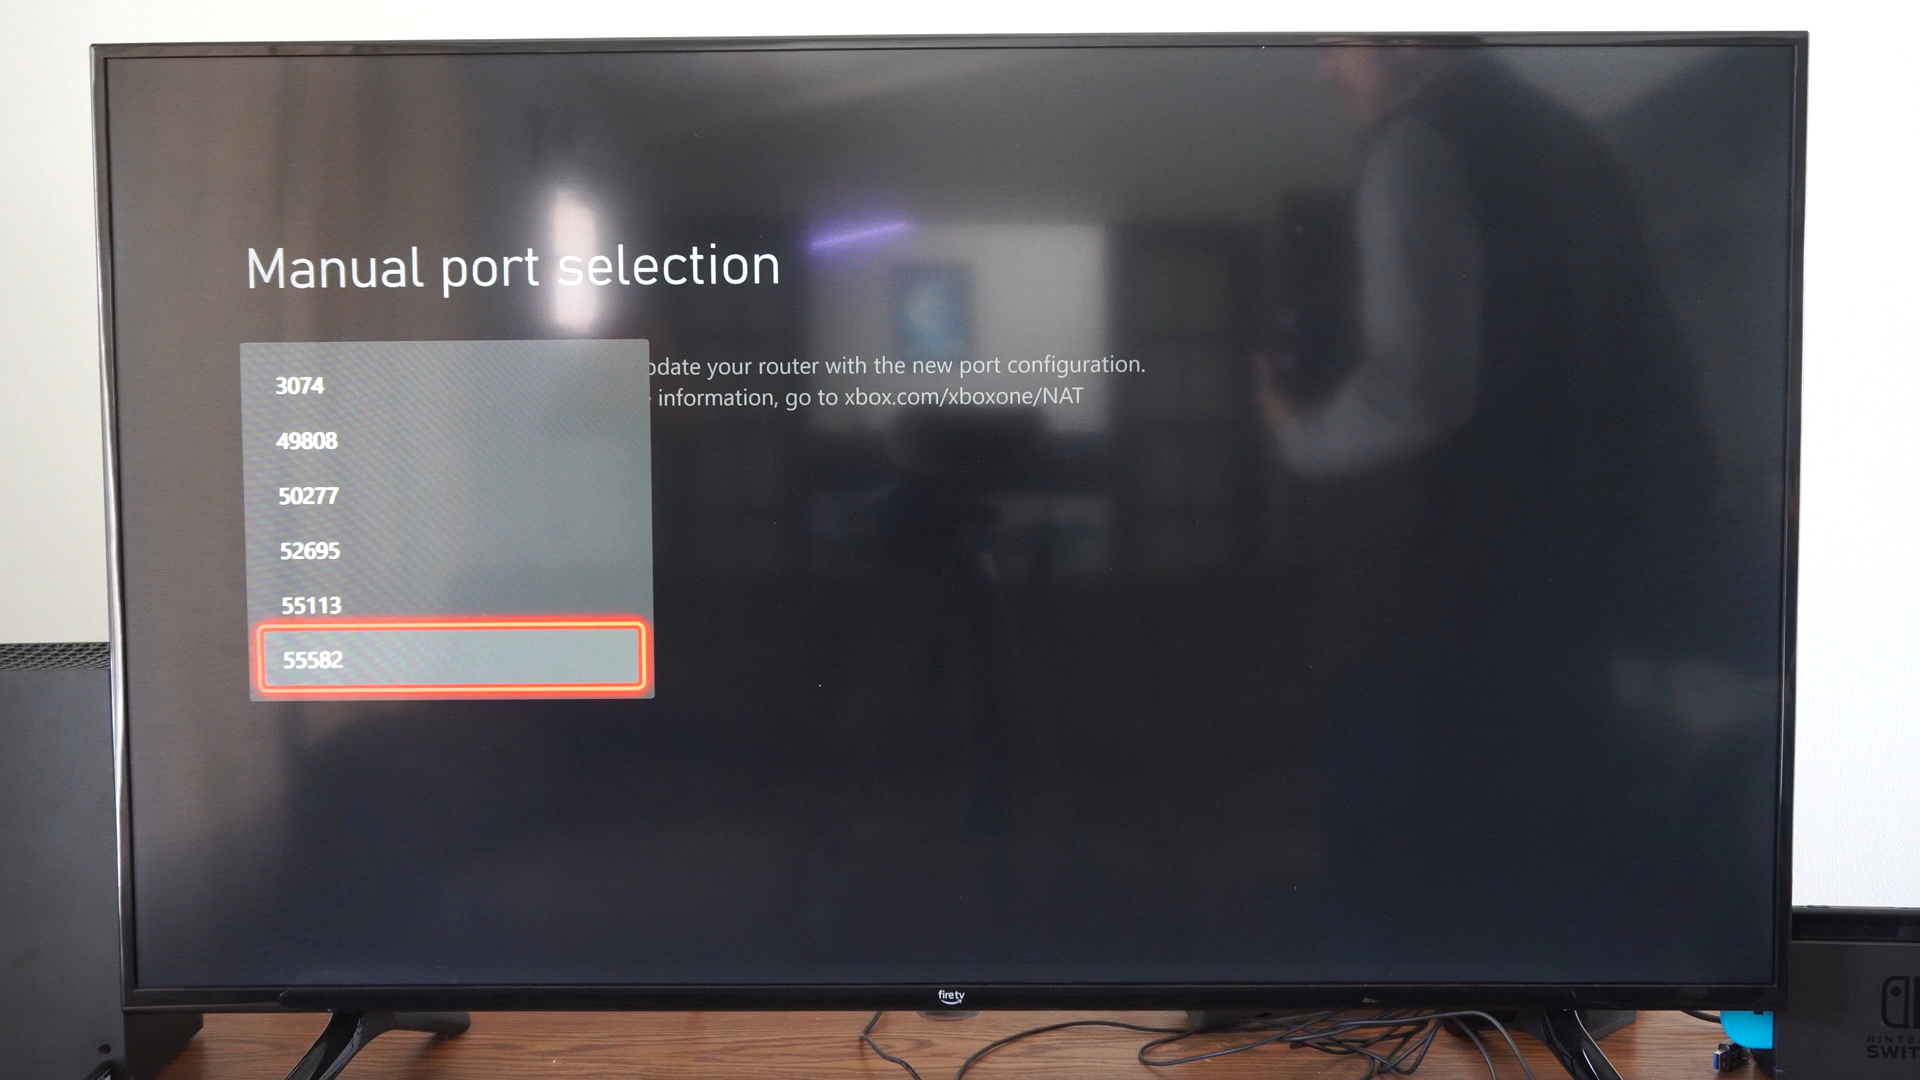 Manual port selection
date your router with the new port configuration.
information, go to xbox.com/xboxone/NAT
3074
49808
50277
52695
55113
55582
firetv